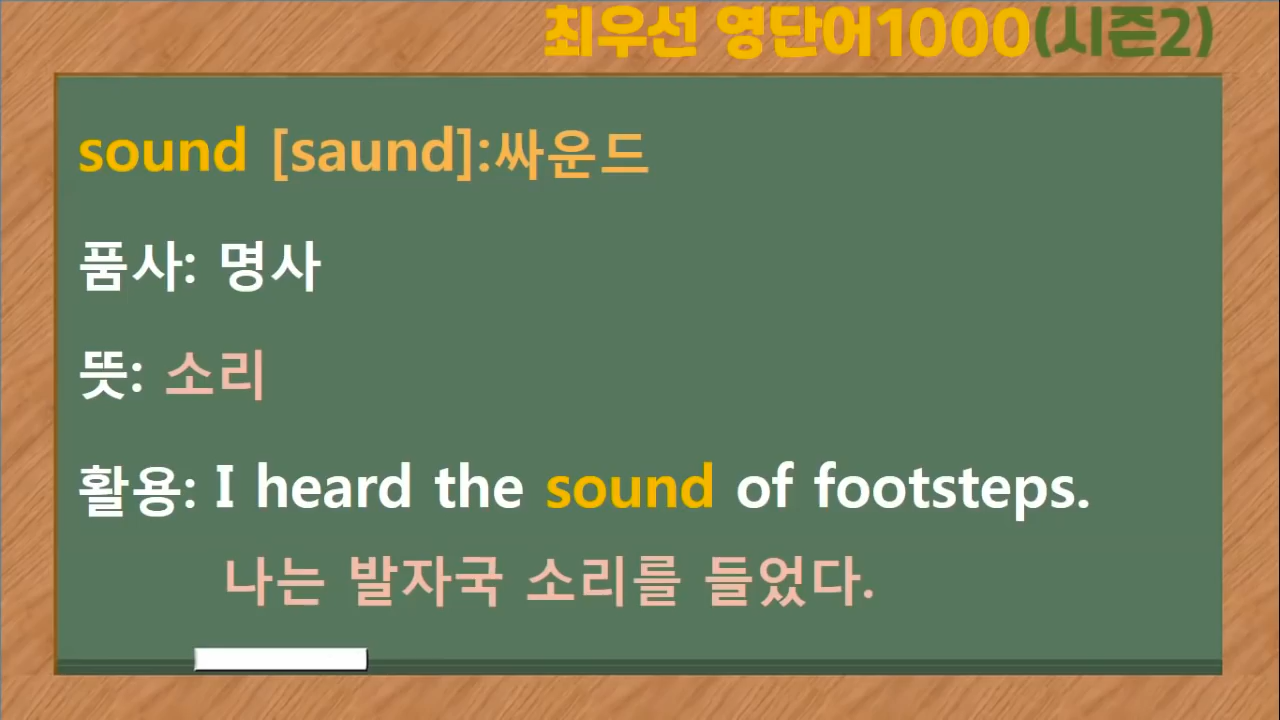 최우선 영단어1000(시즌2)
sound [saund]:싸운드
품사: 명사
뜻: 소리
활용: I heard the sound of footsteps.
나는 발자국 소리를 들었다.